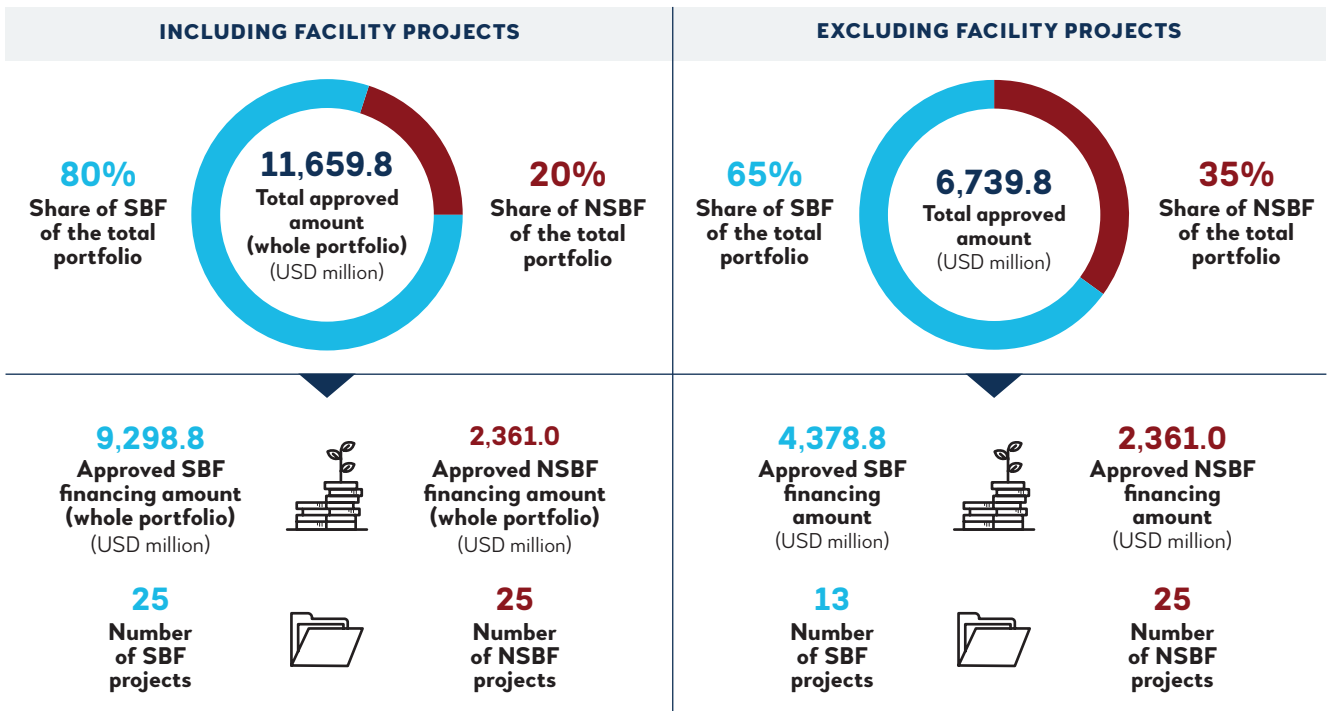 INCLUDING FACILITY PROJECTS
80%
Share of SBF
of the total
portfolio
11,659.8
Total approved
amount
(whole portfolio)
(USD million)
20%
Share of NSBF
of the total
portfolio
9,298.8
Approved SBF
financing amount
(whole portfolio)
(USD million)
2,361.0
Approved NSBF
financing amount
(whole portfolio)
(USD million)
25
Number
of SBF
projects
25
Number
of NSBF
projects
EXCLUDING FACILITY PROJECTS
65%
Share of SBF
of the total
portfolio
6,739.8
Total approved
amount
(USD million)
35%
Share of NSBF
of the total
portfolio
4,378.8
Approved SBF
financing
amount
(USD million)
2,361.0
Approved NSBF
financing
amount
(USD million)
13
Number
of SBF
projects
25
Number
of NSBF
projects